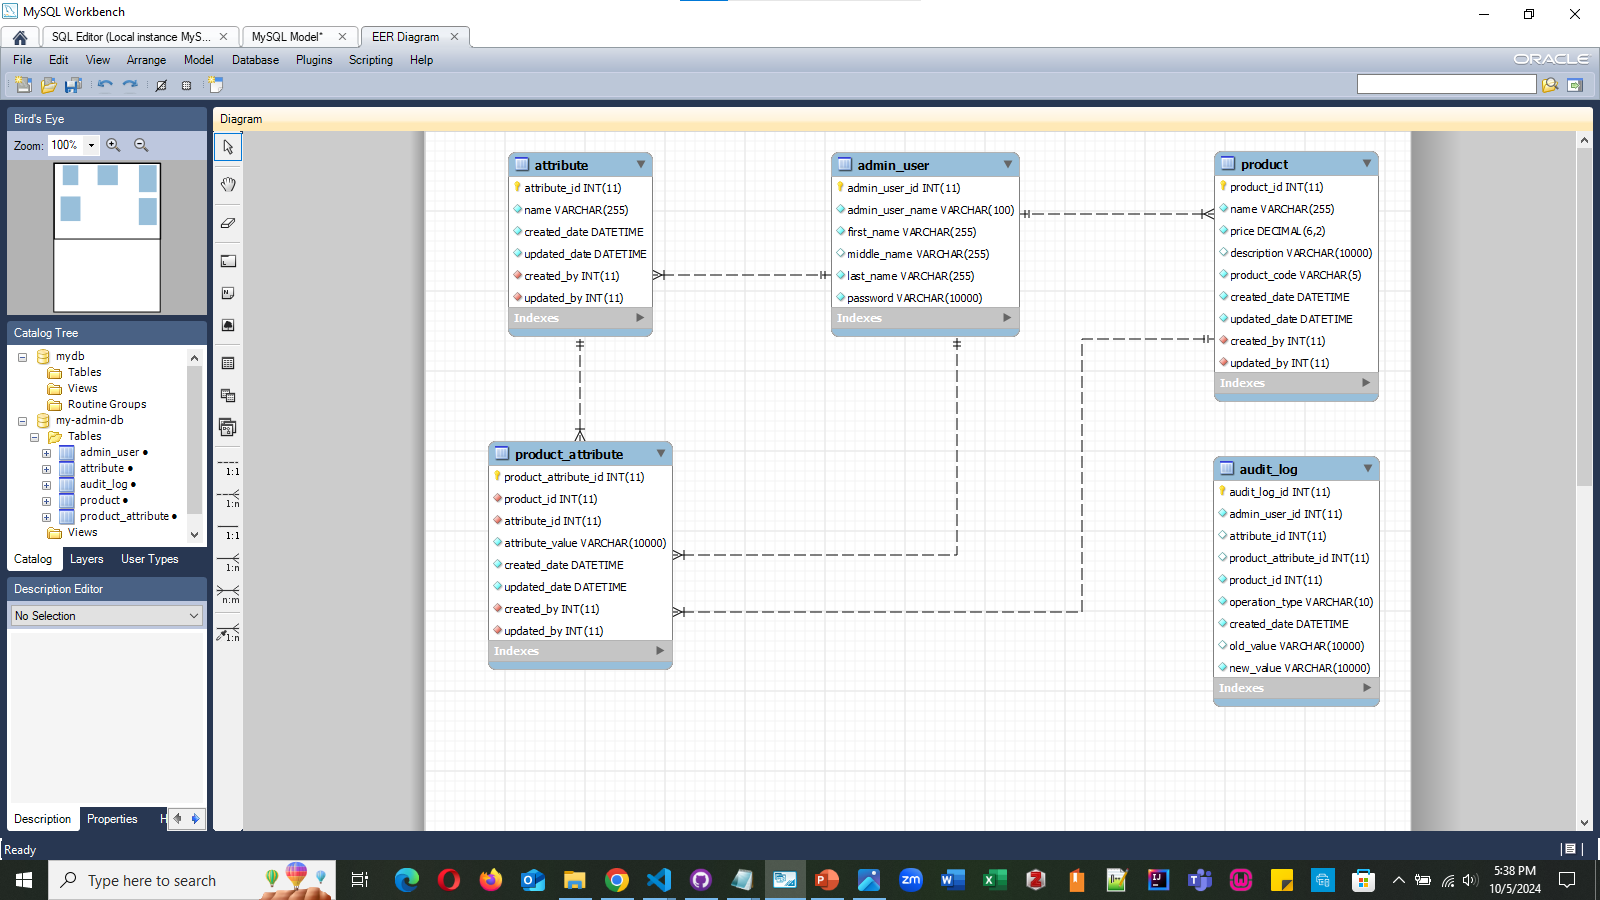 MySQL Workbench
SQL Editor (Local instance MyS...
MySQL Model*
EER Diagram
File Edit View Arrange Model Database Plugins Scripting Help
ORACLE
Bird's Eye
Zoom: 100%
Catalog Tree
mydb
Tables
Views
Routine Groups
my-admin-db
Tables
admin_user
attribute
audit_log
product
product_attribute
Views
Catalog Layers User Types
Description Editor
No Selection
Description Properties H
Diagram
1:1
1:n
1:1
1:n
n:m
1:n
attribute
attribute_id INT(11)
name VARCHAR(255)
created_date DATETIME
updated_date DATETIME
created_by INT(11)
updated_by INT(11)
Indexes
admin_user
admin_user_id INT(11)
admin_user_name VARCHAR(100)
first_name VARCHAR(255)
middle_name VARCHAR(255)
last_name VARCHAR(255)
password VARCHAR(10000)
Indexes
product
product_id INT(11)
name VARCHAR(255)
price DECIMAL(6,2)
description VARCHAR(10000)
product_code VARCHAR(5)
created_date DATETIME
updated_date DATETIME
created_by INT(11)
updated_by INT(11)
Indexes
product_attribute
product_attribute_id INT(11)
product_id INT(11)
attribute_id INT(11)
attribute_value VARCHAR(10000)
created_date DATETIME
updated_date DATETIME
created_by INT(11)
updated_by INT(11)
Indexes
audit_log
audit_log_id INT(11)
admin_user_id INT(11)
attribute_id INT(11)
product_attribute_id INT(11)
product_id INT(11)
operation_type VARCHAR(10)
created_date DATETIME
old_value VARCHAR(10000)
new_value VARCHAR(10000)
Indexes
Ready
Type here to search
zm
5:38 PM
10/5/2024